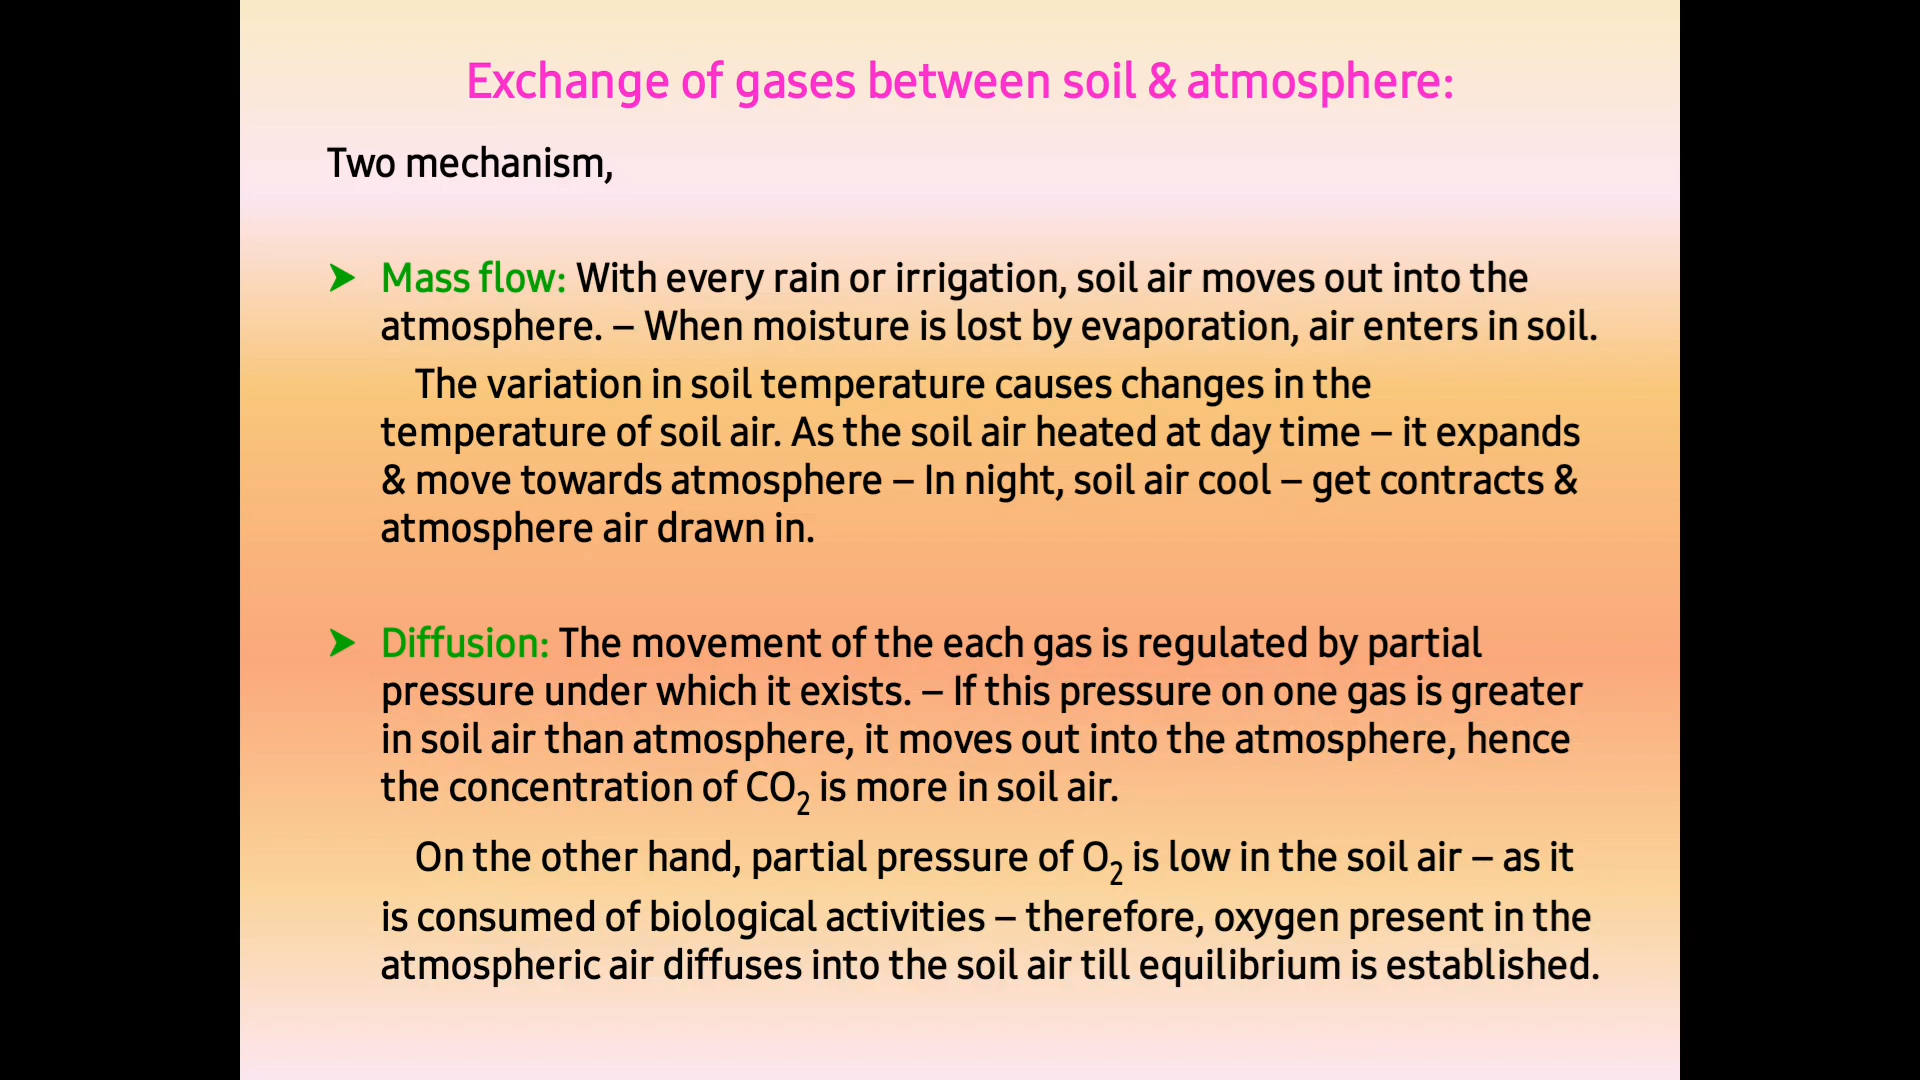 Exchange of gases between soil & atmosphere:
Two mechanism,
➤ Mass flow: With every rain or irrigation, soil air moves out into the
atmosphere. – When moisture is lost by evaporation, air enters in soil.
The variation in soil temperature causes changes in the
temperature of soil air. As the soil air heated at day time – it expands
& move towards atmosphere – In night, soil air cool – get contracts &
atmosphere air drawn in.
➤ Diffusion: The movement of the each gas is regulated by partial
pressure under which it exists. – If this pressure on one gas is greater
in soil air than atmosphere, it moves out into the atmosphere, hence
the concentration of CO₂ is more in soil air.
On the other hand, partial pressure of O₂ is low in the soil air – as it
is consumed of biological activities – therefore, oxygen present in the
atmospheric air diffuses into the soil air till equilibrium is established.